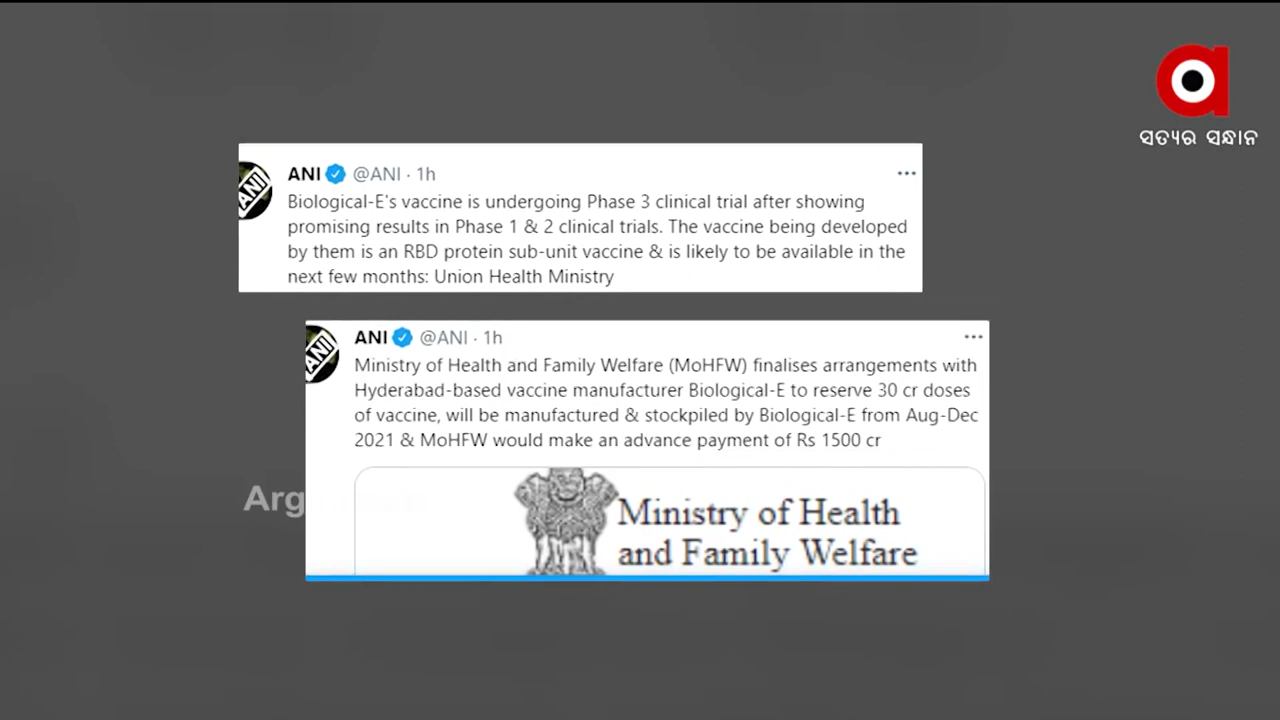 ସତ୍ୟର ସନ୍ଧାନ
ANI @ANI · 1h
Biological-E's vaccine is undergoing Phase 3 clinical trial after showing
promising results in Phase 1 & 2 clinical trials. The vaccine being developed
by them is an RBD protein sub-unit vaccine & is likely to be available in the
next few months: Union Health Ministry
ANI
ANI @ANI · 1h
Ministry of Health and Family Welfare (MoHFW) finalises arrangements with
Hyderabad-based vaccine manufacturer Biological-E to reserve 30 cr doses
of vaccine, will be manufactured & stockpiled by Biological-E from Aug-Dec
2021 & MoHFW would make an advance payment of Rs 1500 cr
ANI
Ministry of Health
and Family Welfare